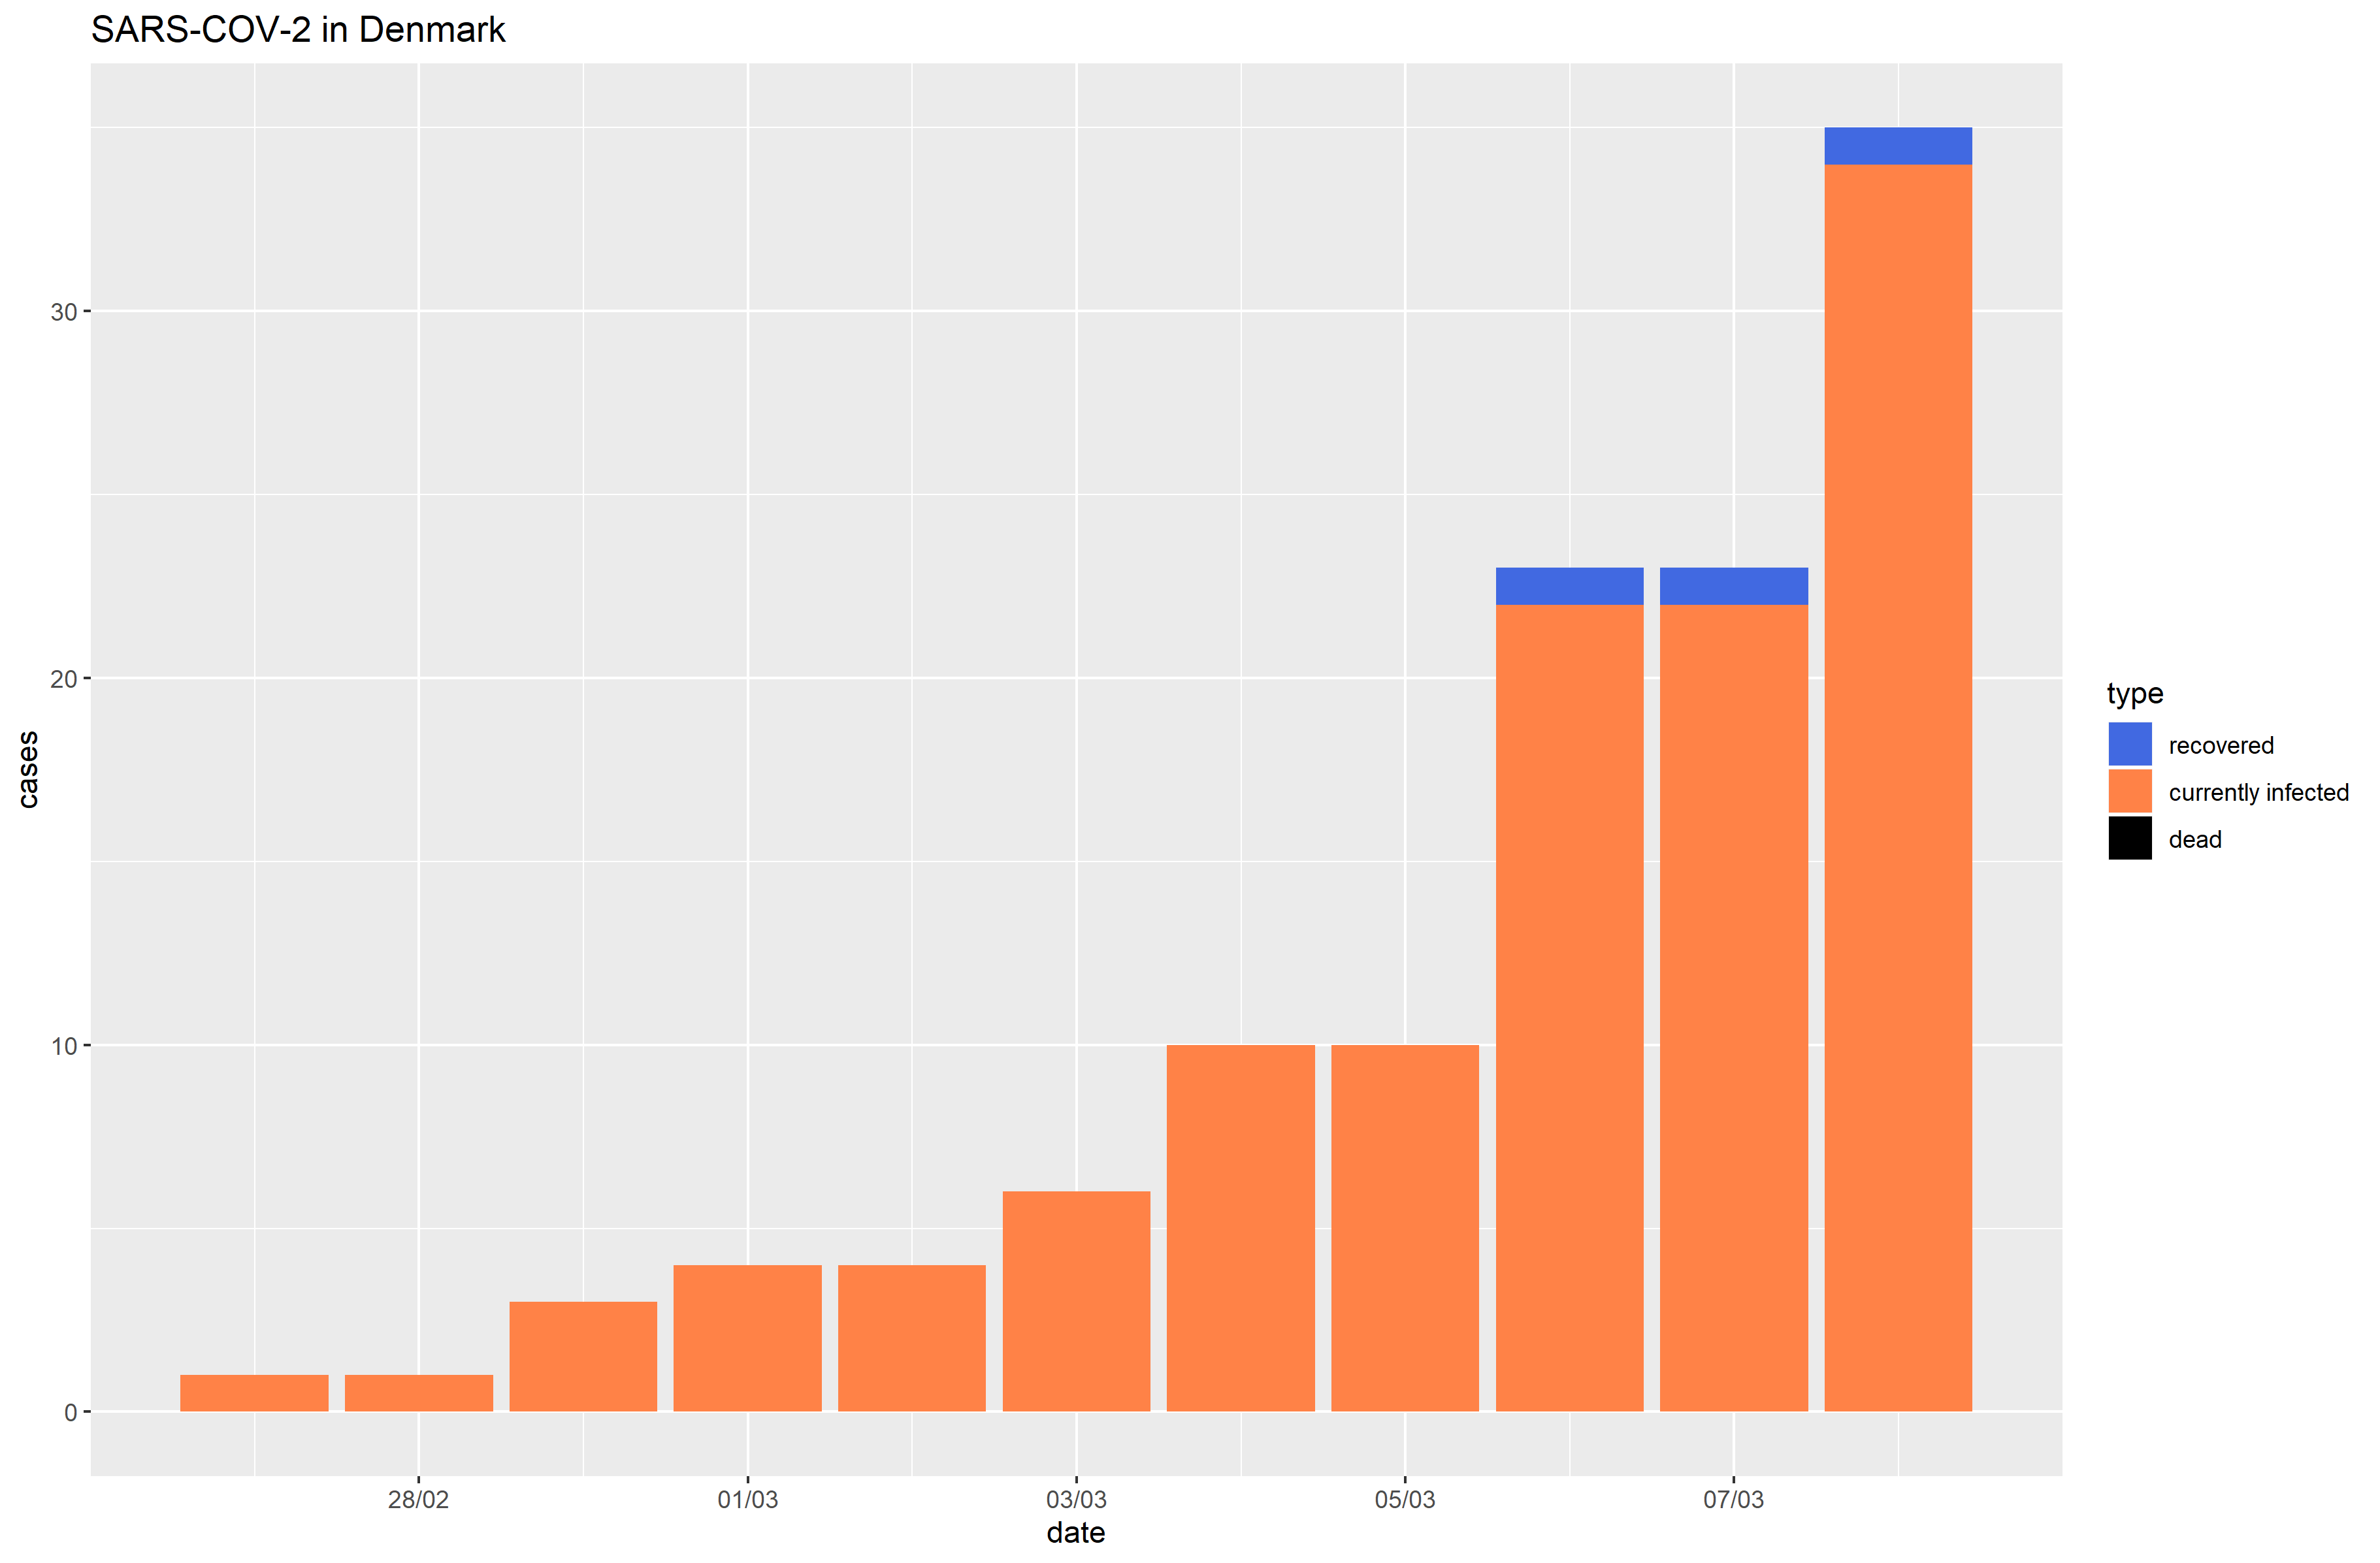 SARS-COV-2 in Denmark
cases
30
20
10
0
28/02
01/03
03/03
05/03
07/03
date
type
recovered
currently infected
dead